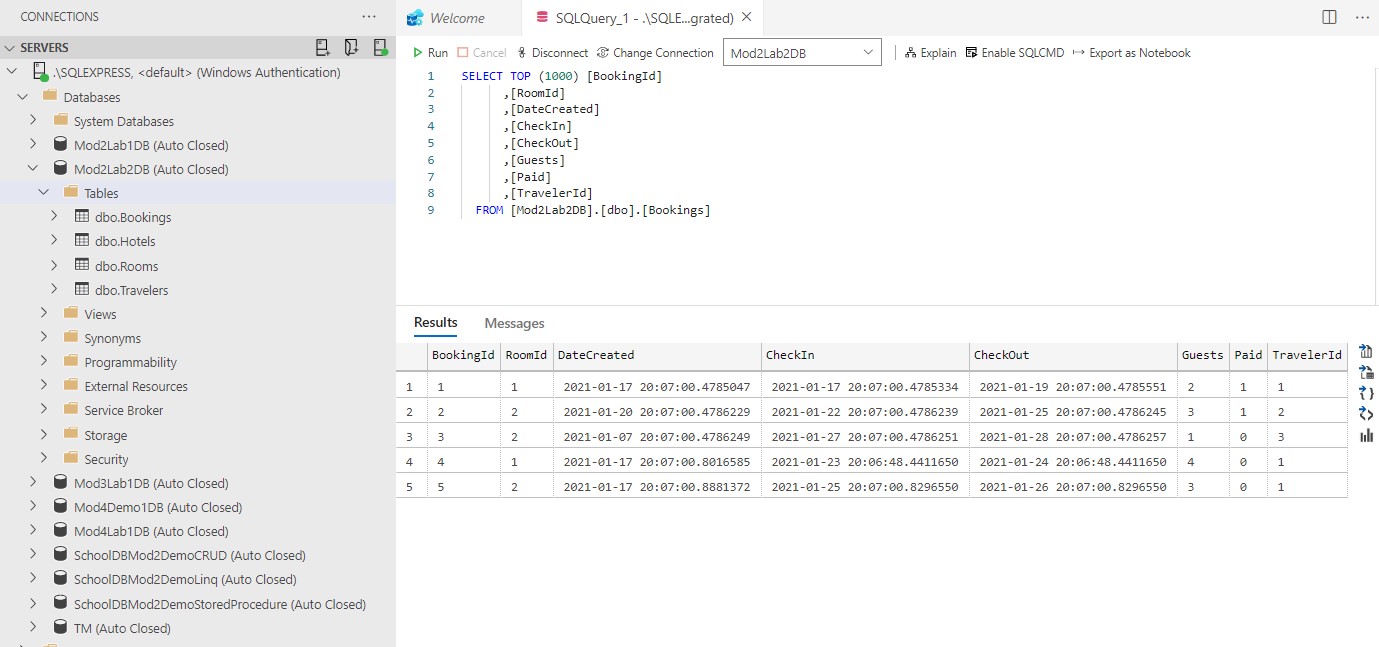 CONNECTIONS
SERVERS
.\SQLEXPRESS, <default> (Windows Authentication)
Databases
System Databases
Mod2Lab1DB (Auto Closed)
Mod2Lab2DB (Auto Closed)
Tables
dbo.Bookings
dbo.Hotels
dbo.Rooms
dbo.Travelers
Views
Synonyms
Programmability
External Resources
Service Broker
Storage
Security
Mod3Lab1DB (Auto Closed)
Mod4Demo1DB (Auto Closed)
Mod4Lab1DB (Auto Closed)
SchoolDBMod2DemoCRUD (Auto Closed)
SchoolDBMod2DemoLinq (Auto Closed)
SchoolDBMod2DemoStoredProcedure (Auto Closed)
TM (Auto Closed)
Welcome SQLQuery_1 - .\SQLE...grated)
Run Cancel Disconnect Change Connection Mod2Lab2DB Explain Enable SQLCMD Export as Notebook
1 SELECT TOP (1000) [BookingId]
2 ,[RoomId]
3 ,[DateCreated]
4 ,[CheckIn]
5 ,[CheckOut]
6 ,[Guests]
7 ,[Paid]
8 ,[TravelerId]
9 FROM [Mod2Lab2DB].[dbo].[Bookings]
Results Messages
BookingId RoomId DateCreated CheckIn CheckOut Guests Paid TravelerId
1 1 1 2021-01-17 20:07:00.4785047 2021-01-17 20:07:00.4785334 2021-01-19 20:07:00.4785551 2 1 1
2 2 2 2021-01-20 20:07:00.4786229 2021-01-22 20:07:00.4786239 2021-01-25 20:07:00.4786245 3 1 2
3 3 2 2021-01-07 20:07:00.4786249 2021-01-27 20:07:00.4786251 2021-01-28 20:07:00.4786257 1 0 3
4 4 1 2021-01-17 20:07:00.8016585 2021-01-23 20:06:48.4411650 2021-01-24 20:06:48.4411650 4 0 1
5 5 2 2021-01-17 20:07:00.8881372 2021-01-25 20:07:00.8296550 2021-01-26 20:07:00.8296550 3 0 1